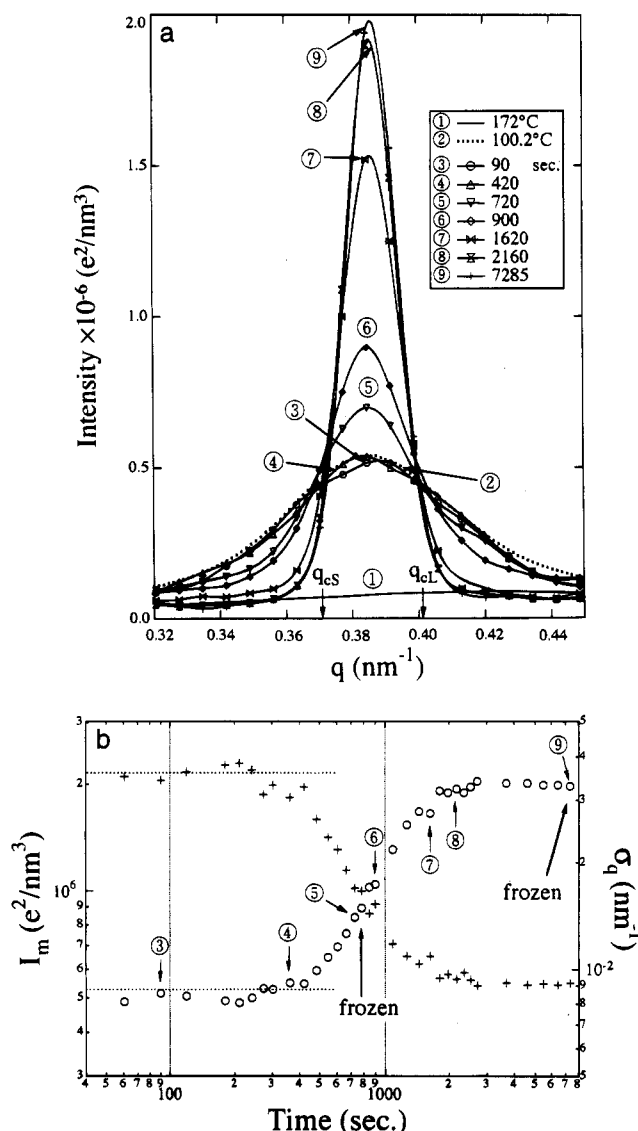 a
2.0
1.5
1.0
0.5
0.0
Intensity ×10⁻⁶ (e²/nm³)
⑨
⑧
⑦
⑥
⑤
③
④
②
①
q_cS
q_cL
① 172°C
② 100.2°C
③ 90 sec.
④ 420
⑤ 720
⑥ 900
⑦ 1620
⑧ 2160
⑨ 7285
0.32 0.34 0.36 0.38 0.40 0.42 0.44
q (nm⁻¹)
b
3
2
10⁶
9
8
7
6
5
4
3
I_m (e²/nm³)
③
④
⑤
⑥
⑦
⑧
⑨
frozen
frozen
5
4
3
2
10⁻²
9
8
7
6
5
σ_q (nm⁻¹)
4 5 6 7 8 9 100 2 3 4 5 6 7 8 9 1000 2 3 4 5 6 7 8
Time (sec.)